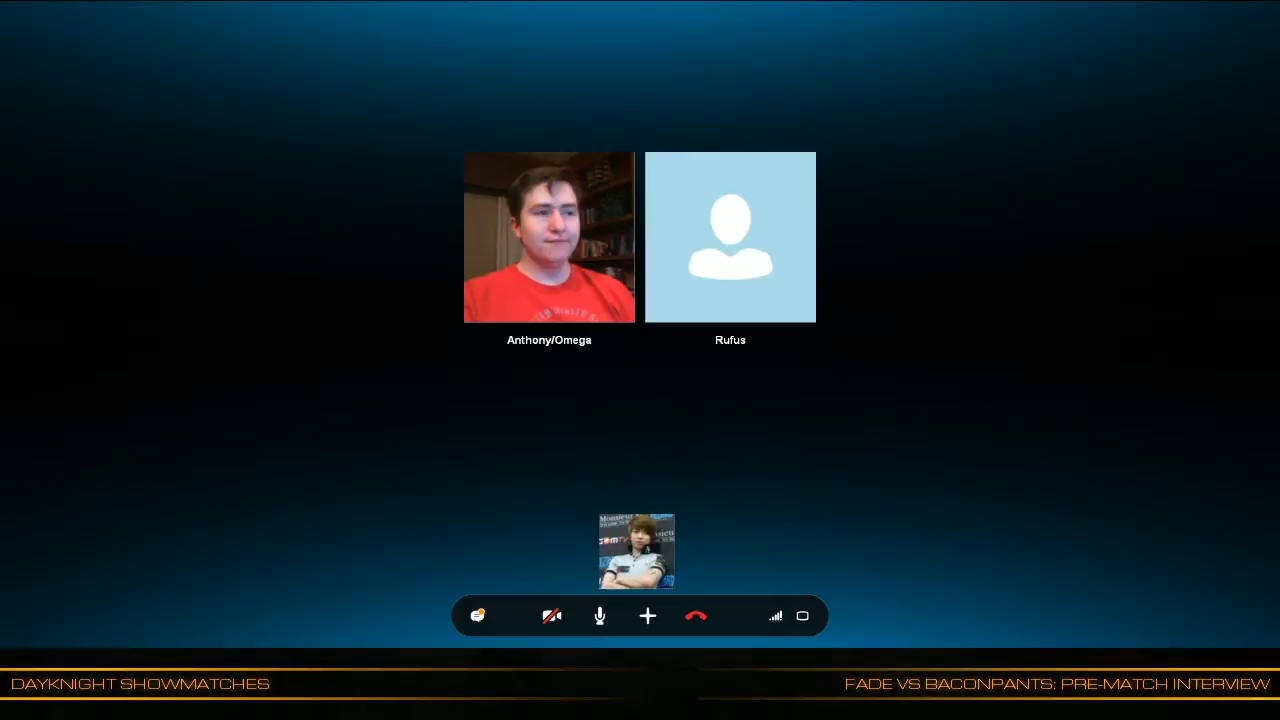 Anthony/Omega
Rufus
DAYKNIGHT SHOWMATCHES
FADE VS BACONPANTS: PRE-MATCH INTERVIEW